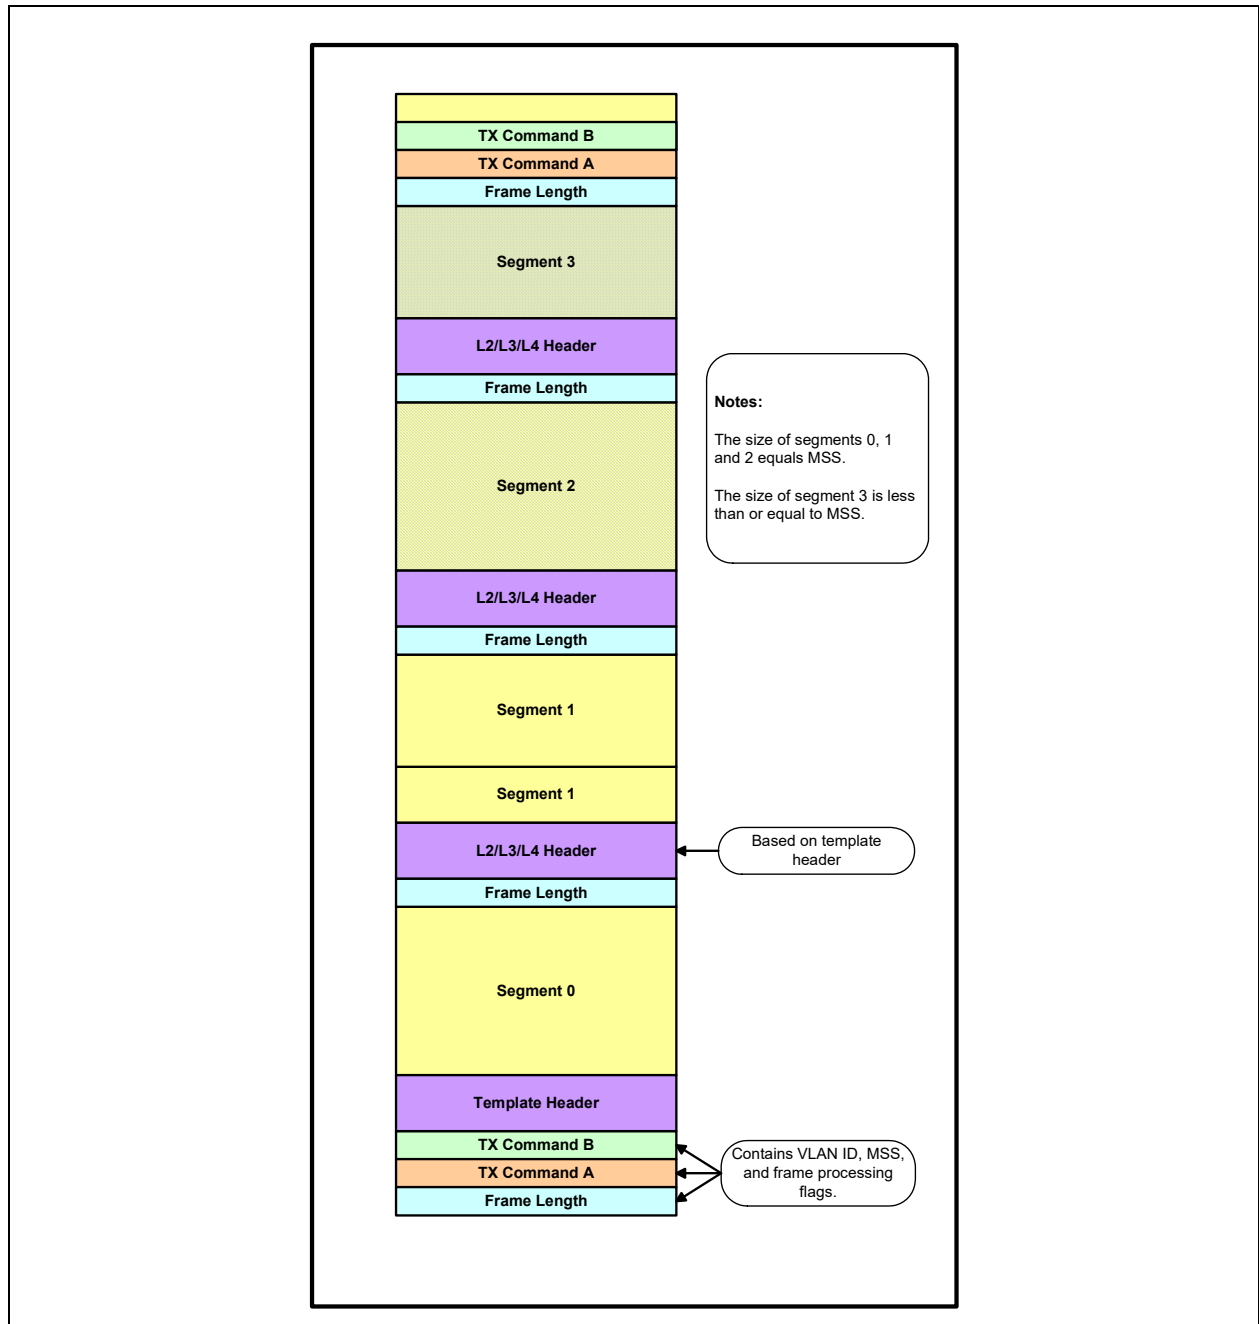 TX Command B
TX Command A
Frame Length
Segment 3
L2/L3/L4 Header
Frame Length
Segment 2
L2/L3/L4 Header
Frame Length
Segment 1
Segment 1
L2/L3/L4 Header
Frame Length
Segment 0
Template Header
TX Command B
TX Command A
Frame Length
Notes:
The size of segments 0, 1
and 2 equals MSS.
The size of segment 3 is less
than or equal to MSS.
Based on template
header
Contains VLAN ID, MSS,
and frame processing
flags.